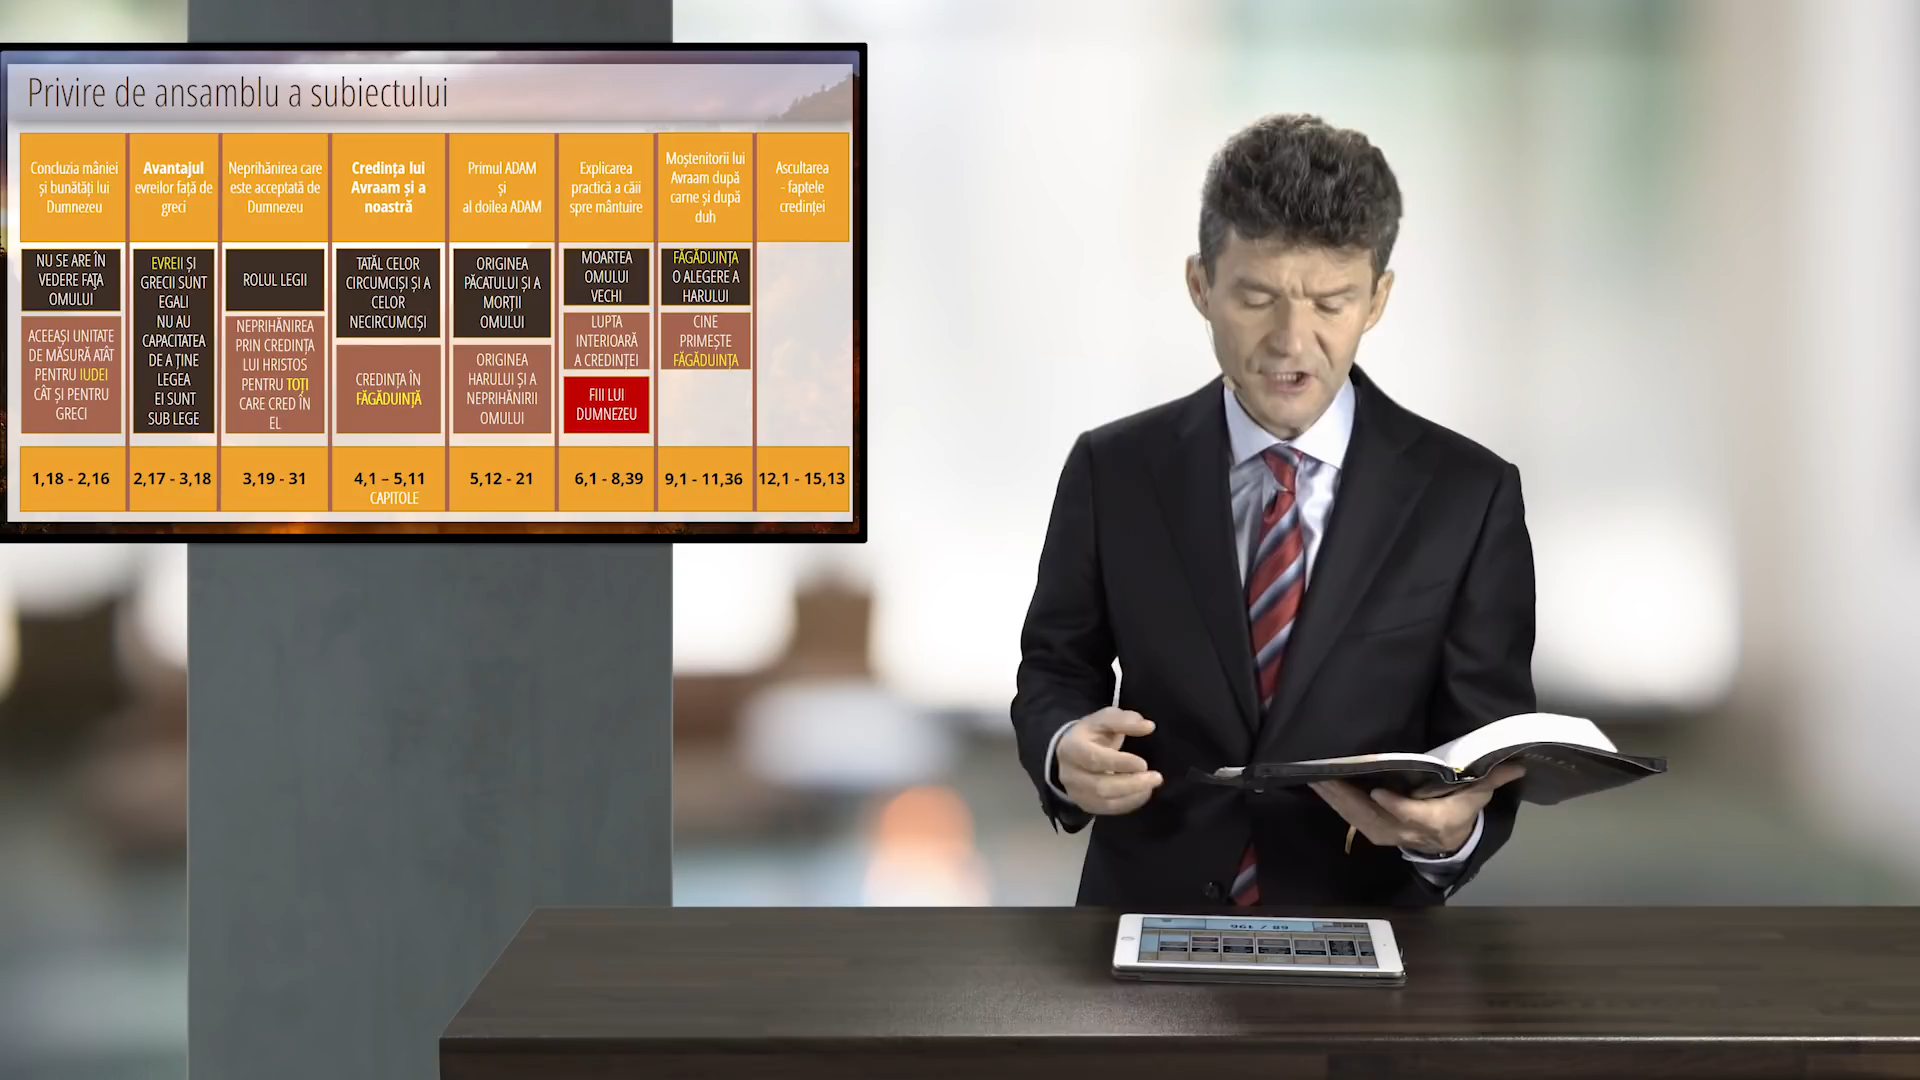 Privire de ansamblu a subiectului
Concluzia mâniei
și bunătăți lui
Dumnezeu
Avantajul
evreilor față de
greci
Neprihănirea care
este acceptată de
Dumnezeu
Credința lui
Avraam și a
noastră
Primul ADAM
și
al doilea ADAM
Explicarea
practică a căii
spre mântuire
Moștenitorii lui
Avraam după
carne și după
duh
Ascultarea
- faptele
credinței
NU SE ARE ÎN
VEDERE FAȚA
OMULUI
ACEEAȘI UNITATE
DE MĂSURĂ ATÂT
PENTRU IUDEI
CÂT ȘI PENTRU
GRECI
EVREII ȘI
GRECII SUNT
EGALI
NU AU
CAPACITATEA
DE A ȚINE
LEGEA
EI SUNT
SUB LEGE
ROLUL LEGII
NEPRIHĂNIREA
PRIN CREDINȚA
LUI HRISTOS
PENTRU TOȚI
CARE CRED ÎN
EL
TATĂL CELOR
CIRCUMCIȘI ȘI A
CELOR
NECIRCUMCIȘI
CREDINȚA ÎN
FĂGĂDUINȚĂ
ORIGINEA
PĂCATULUI ȘI A
MORȚII
OMULUI
ORIGINEA
HARULUI ȘI A
NEPRIHĂNIRII
OMULUI
MOARTEA
OMULUI
VECHI
LUPTA
INTERIOARĂ
A CREDINȚEI
FIII LUI
DUMNEZEU
FĂGĂDUINȚA
O ALEGERE A
HARULUI
CINE
PRIMEȘTE
FĂGĂDUINȚA
1,18 - 2,16
2,17 - 3,18
3,19 - 31
4,1 – 5,11
CAPITOLE
5,12 - 21
6,1 - 8,39
9,1 - 11,36
12,1 - 15,13
68 / 196